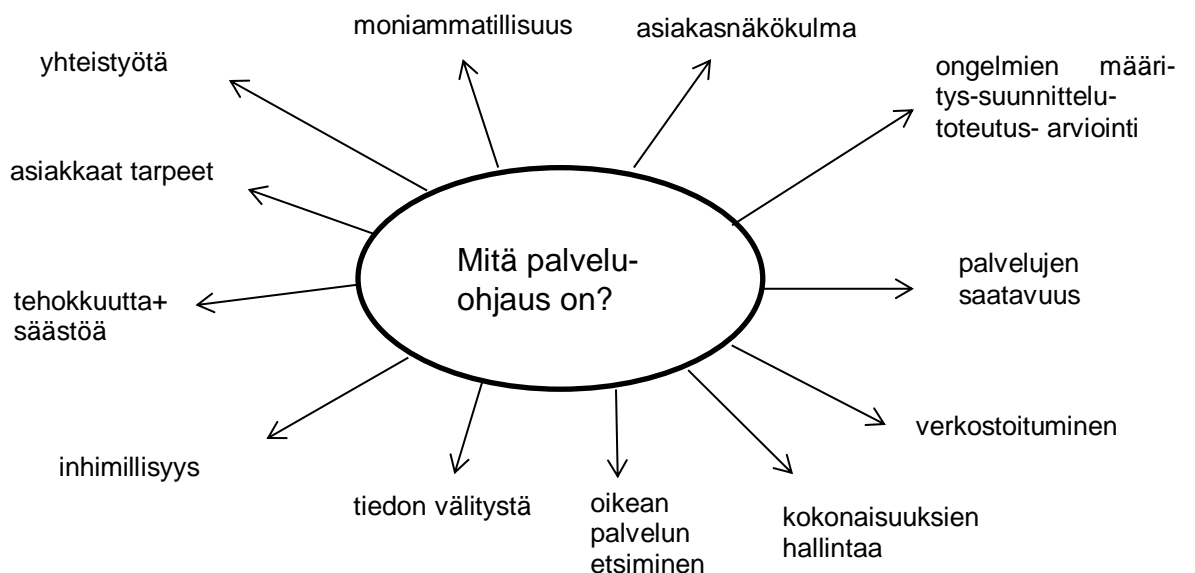 moniammatillisuus
asiakasnäkökulma
yhteistyötä
ongelmien määri-
tys-suunnittelu-
toteutus- arviointi
asiakkaat tarpeet
Mitä palvelu-
ohjaus on?
palvelujen
saatavuus
tehokkuutta+
säästöä
verkostoituminen
inhimillisyys
tiedon välitystä
oikean
palvelun
etsiminen
kokonaisuuksien
hallintaa